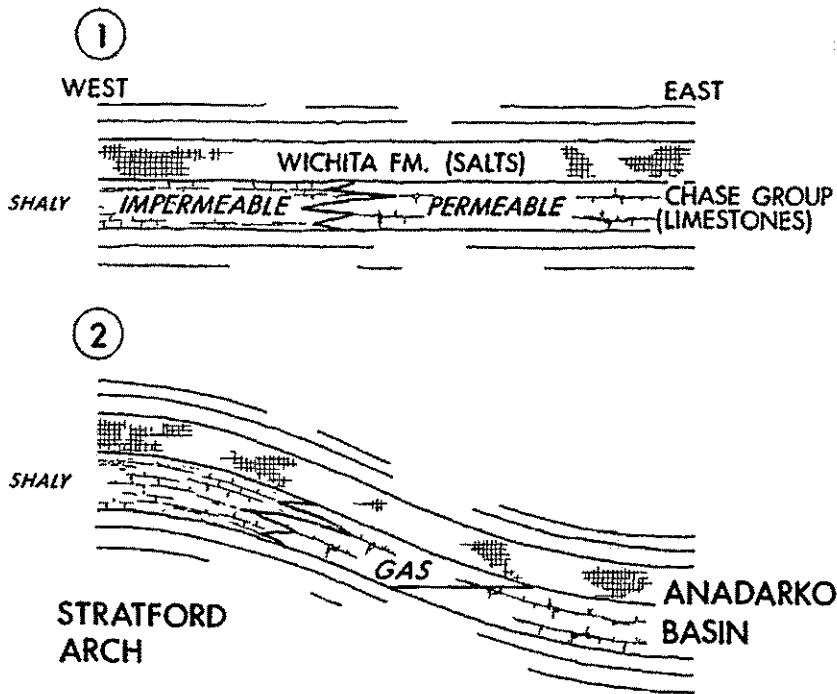 1
WEST EAST
WICHITA FM. (SALTS)
SHALY IMPERMEABLE PERMEABLE CHASE GROUP
(LIMESTONES)
2
SHALY
GAS
STRATFORD
ARCH
ANADARKO
BASIN